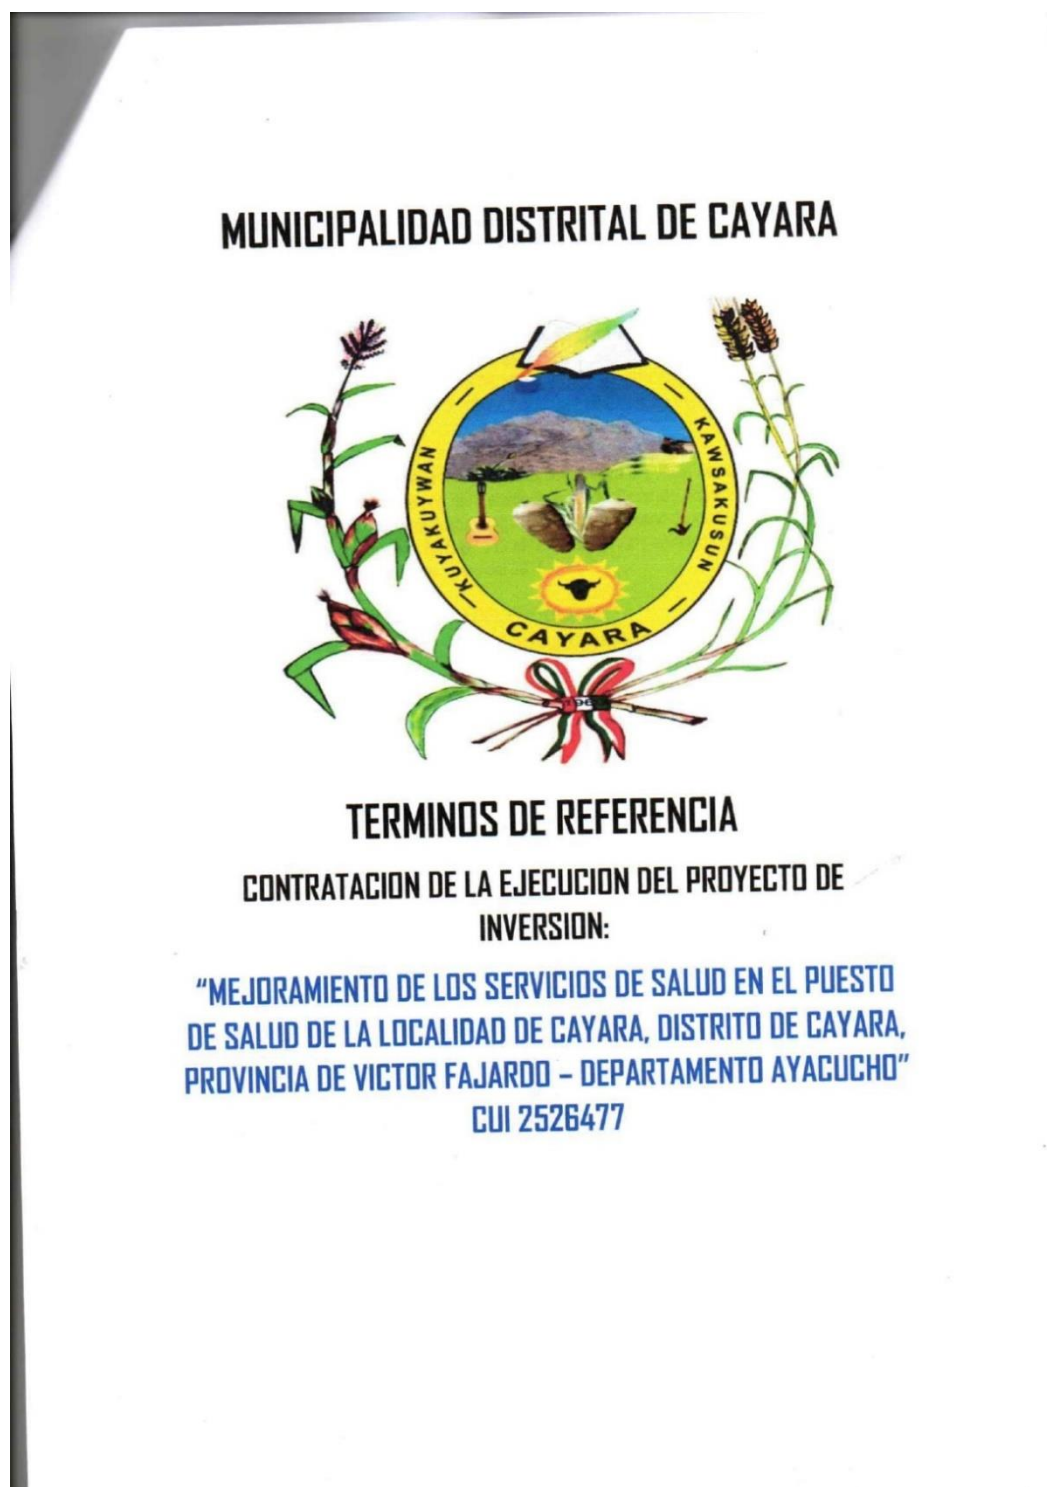 MUNICIPALIDAD DISTRITAL DE CAYARA
KUYAKUYWAN
KAWSAKUSUN
CAYARA
TERMINOS DE REFERENCIA
CONTRATACION DE LA EJECUCION DEL PROYECTO DE
INVERSION:
“MEJORAMIENTO DE LOS SERVICIOS DE SALUD EN EL PUESTO
DE SALUD DE LA LOCALIDAD DE CAYARA, DISTRITO DE CAYARA,
PROVINCIA DE VICTOR FAJARDO – DEPARTAMENTO AYACUCHO”
CUI 2526477